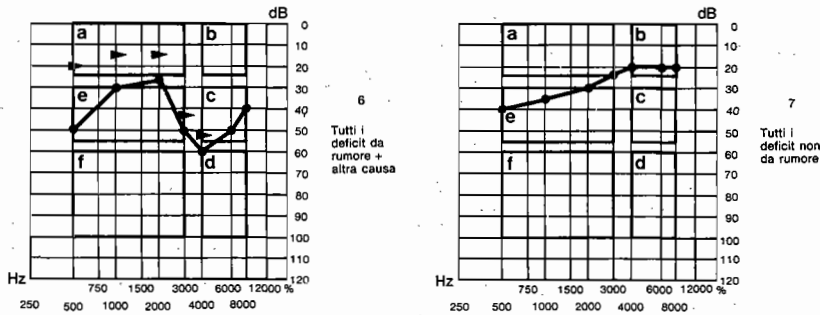 dB
a
b
0
10
20
e
c
30
40
50
f
d
60
70
80
90
100
110
120
Hz
750
1500
3000
6000
12000 %
250
500
1000
2000
4000
8000
6
Tutti i
deficit da
rumore +
altra causa
dB
a
b
0
10
20
e
c
30
40
50
f
d
60
70
80
90
100
110
120
Hz
750
1500
3000
6000
12000 %
250
500
1000
2000
4000
8000
7
Tutti i
deficit non
da rumore